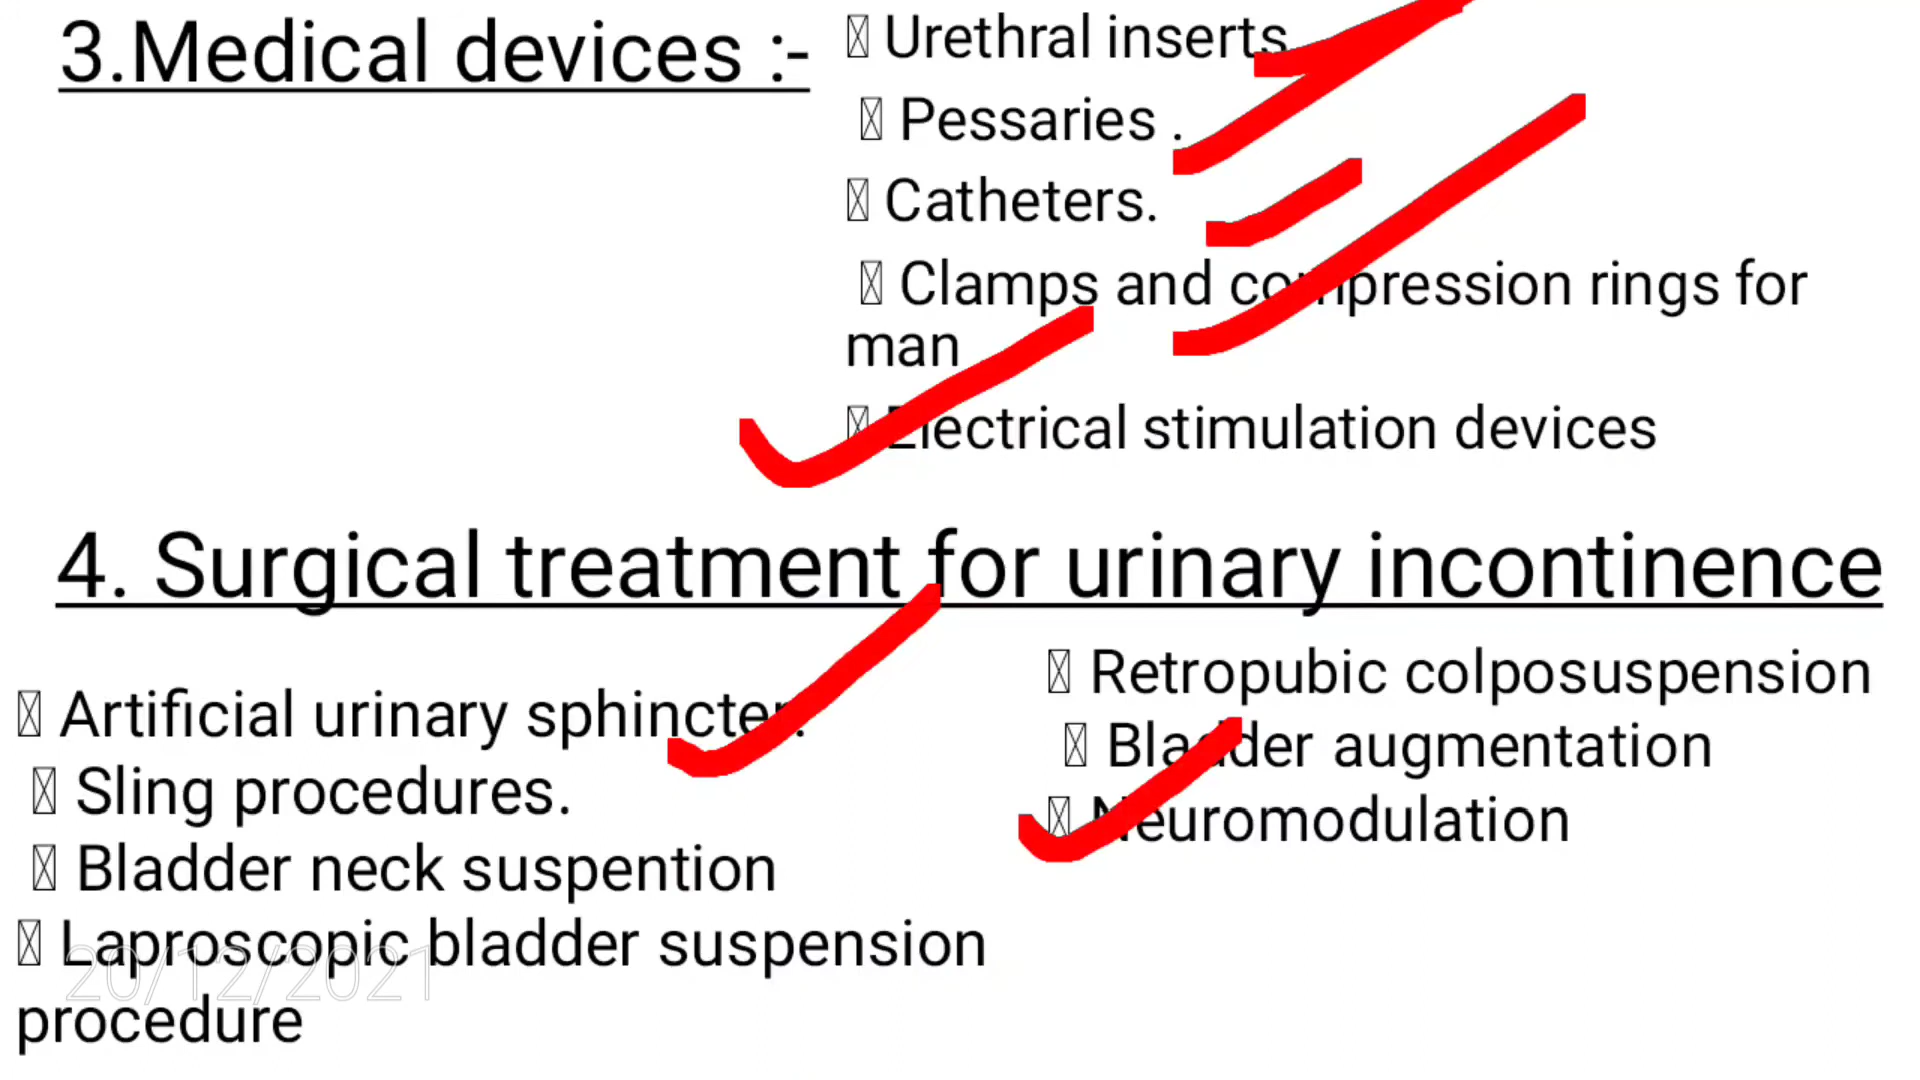 3.Medical devices :-
Urethral inserts
Pessaries .
Catheters.
Clamps and compression rings for
man
Electrical stimulation devices
4. Surgical treatment for urinary incontinence
Artificial urinary sphincter.
Sling procedures.
Bladder neck suspention
Laproscopic bladder suspension
procedure
Retropubic colposuspension
Bladder augmentation
Neuromodulation
20/12/2021